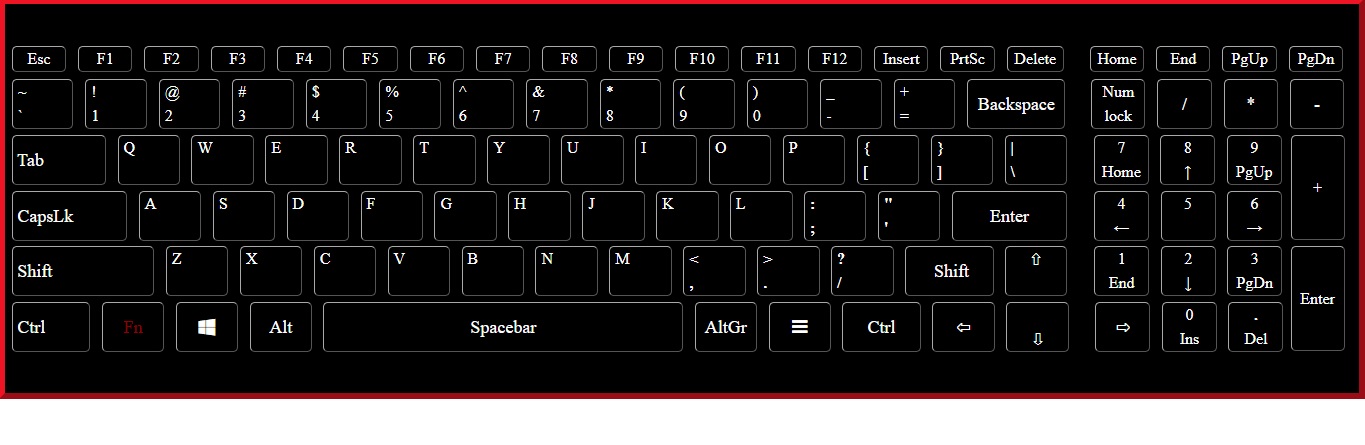 Esc F1 F2 F3 F4 F5 F6 F7 F8 F9 F10 F11 F12 Insert PrtSc Delete Home End PgUp PgDn
~ ! @ # $ % ^ & * ( ) _ + Backspace Num / * -
` 1 2 3 4 5 6 7 8 9 0 - = lock
Tab Q W E R T Y U I O P { } | 7 8 9 +
[ ] \ Home ↑ PgUp
CapsLk A S D F G H J K L : " Enter 4 5 6
; ' ← →
Shift Z X C V B N M < > ? Shift ⇧ 1 2 3 Enter
, . / End ↓ PgDn
Ctrl Fn Alt Spacebar AltGr ☰ Ctrl ⇦ ⇩ ⇨ 0 .
Ins Del